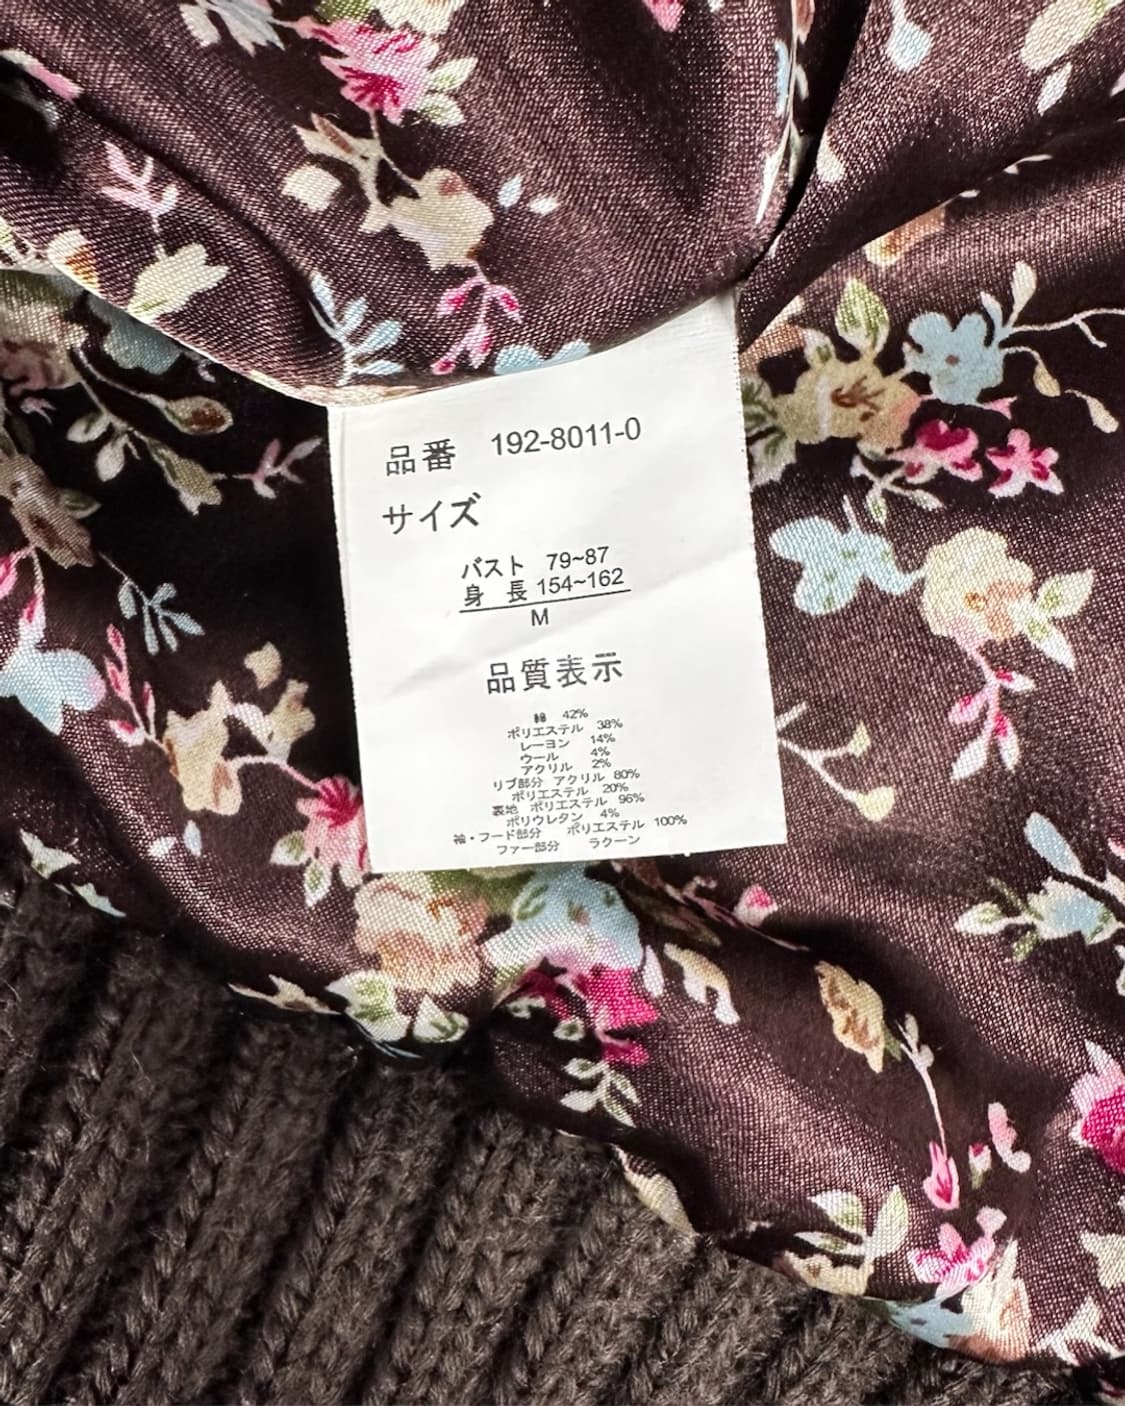 品番 192-8011-0
サイズ
バスト 79~87
身長 154~162
M
品質表示
綿 42%
ポリエステル 38%
レーヨン 14%
ウール 4%
アクリル 2%
リブ部分 アクリル 80%
ポリエステル 20%
裏地 ポリエステル 96%
ポリウレタン 4%
袖・フード部分 ポリエステル 100%
ファー部分 ラクーン